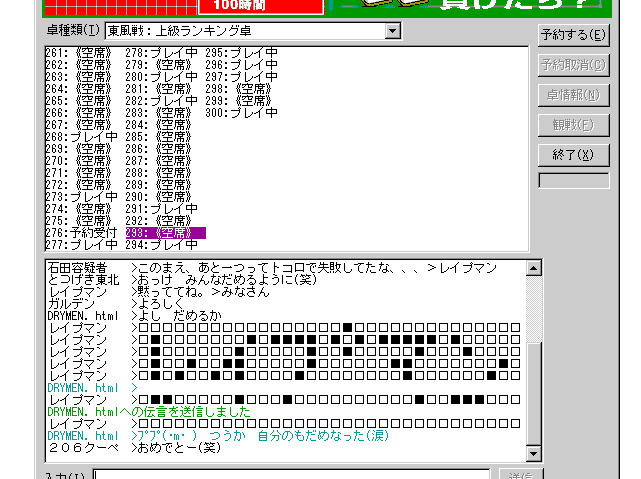 100時間
負けたら？
卓種類(T) 東風戦：上級ランキング卓
予約する(E)
予約取消(C)
卓情報(N)
観戦(F)
終了(X)
261:《空席》 278:プレイ中 295:プレイ中
262:《空席》 279:《空席》 296:プレイ中
263:《空席》 280:プレイ中 297:プレイ中
264:《空席》 281:《空席》 298:《空席》
265:《空席》 282:プレイ中 299:《空席》
266:《空席》 283:《空席》 300:プレイ中
267:《空席》 284:《空席》
268:プレイ中 285:《空席》
269:《空席》 286:《空席》
270:《空席》 287:《空席》
271:《空席》 288:《空席》
272:《空席》 289:《空席》
273:プレイ中 290:《空席》
274:《空席》 291:プレイ中
275:《空席》 292:《空席》
276:予約受付 293:《空席》
277:プレイ中 294:プレイ中
石田容疑者 >このまえ、あと一つってトコロで失敗してたな、、、＞レイプマン
とつげき東北 >おっけ　みんなだめるように(笑)
レイプマン >黙っててね。＞みなさん
ガルデン >よろしく
DRYMEN.html >よし　だめるか
レイプマン >□□□□□□□□□□□□□□□□□■□□□□□□□□□□□□□□
レイプマン >□■□□□□□□□■□■■■■□■■■□■■■■■□■□□□□□
レイプマン >□■□□□□□□□□□□□□■□□■□□□□□■□□□■□□□□
レイプマン >□■□□■□□■■□□□□□■□□□□□□■■□□□□□□□■□
レイプマン >□■□■□□■□■□□□□■□□□□□□□□■□□□□□□■□□
DRYMEN.html >
レイプマン >□■■□□□□□■□□□■□□□□□□□□□□■□□■■■□□□
DRYMEN.htmlへの伝言を送信しました
レイプマン >□□□□□□□□□□□□□□□□□□□□□□□□□□□□□□□□
DRYMEN.html >ﾌﾟﾌﾟ(･m･ )　つうか　自分のもだめなった(涙)
２０６クーペ >おめでとー(笑)
入力(I)
送信